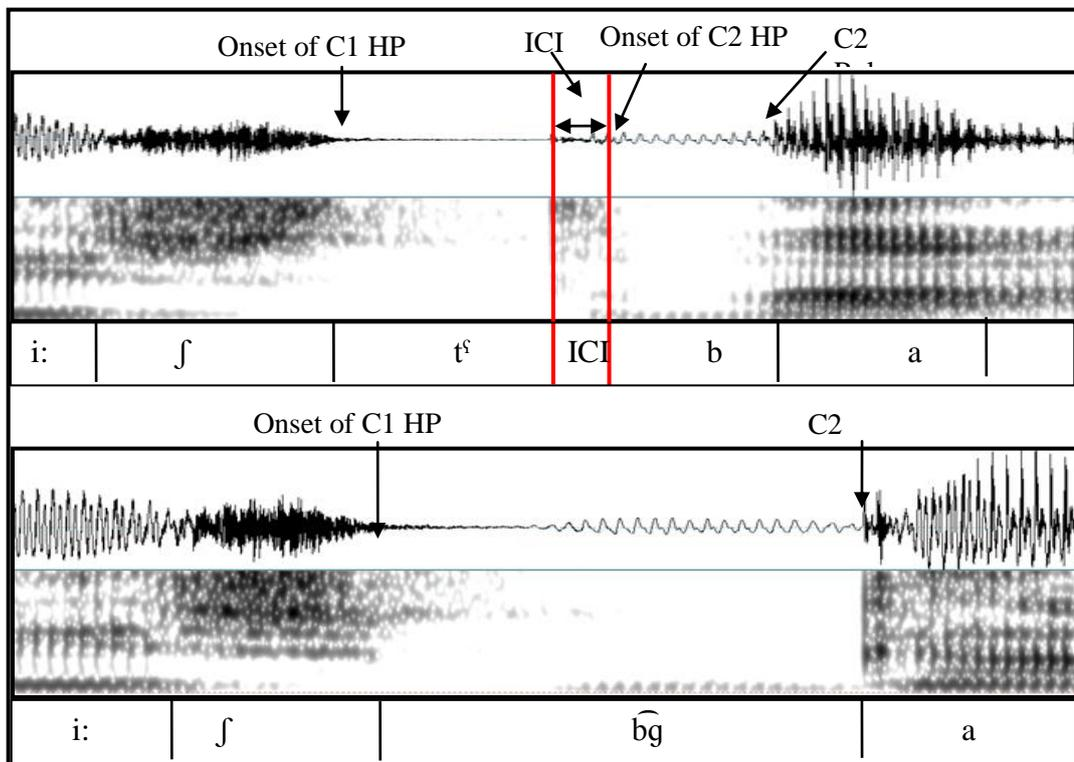 Onset of C1 HP ICI Onset of C2 HP C2
i: ʃ tˤ ICI b a
Onset of C1 HP C2
i: ʃ b͡g a